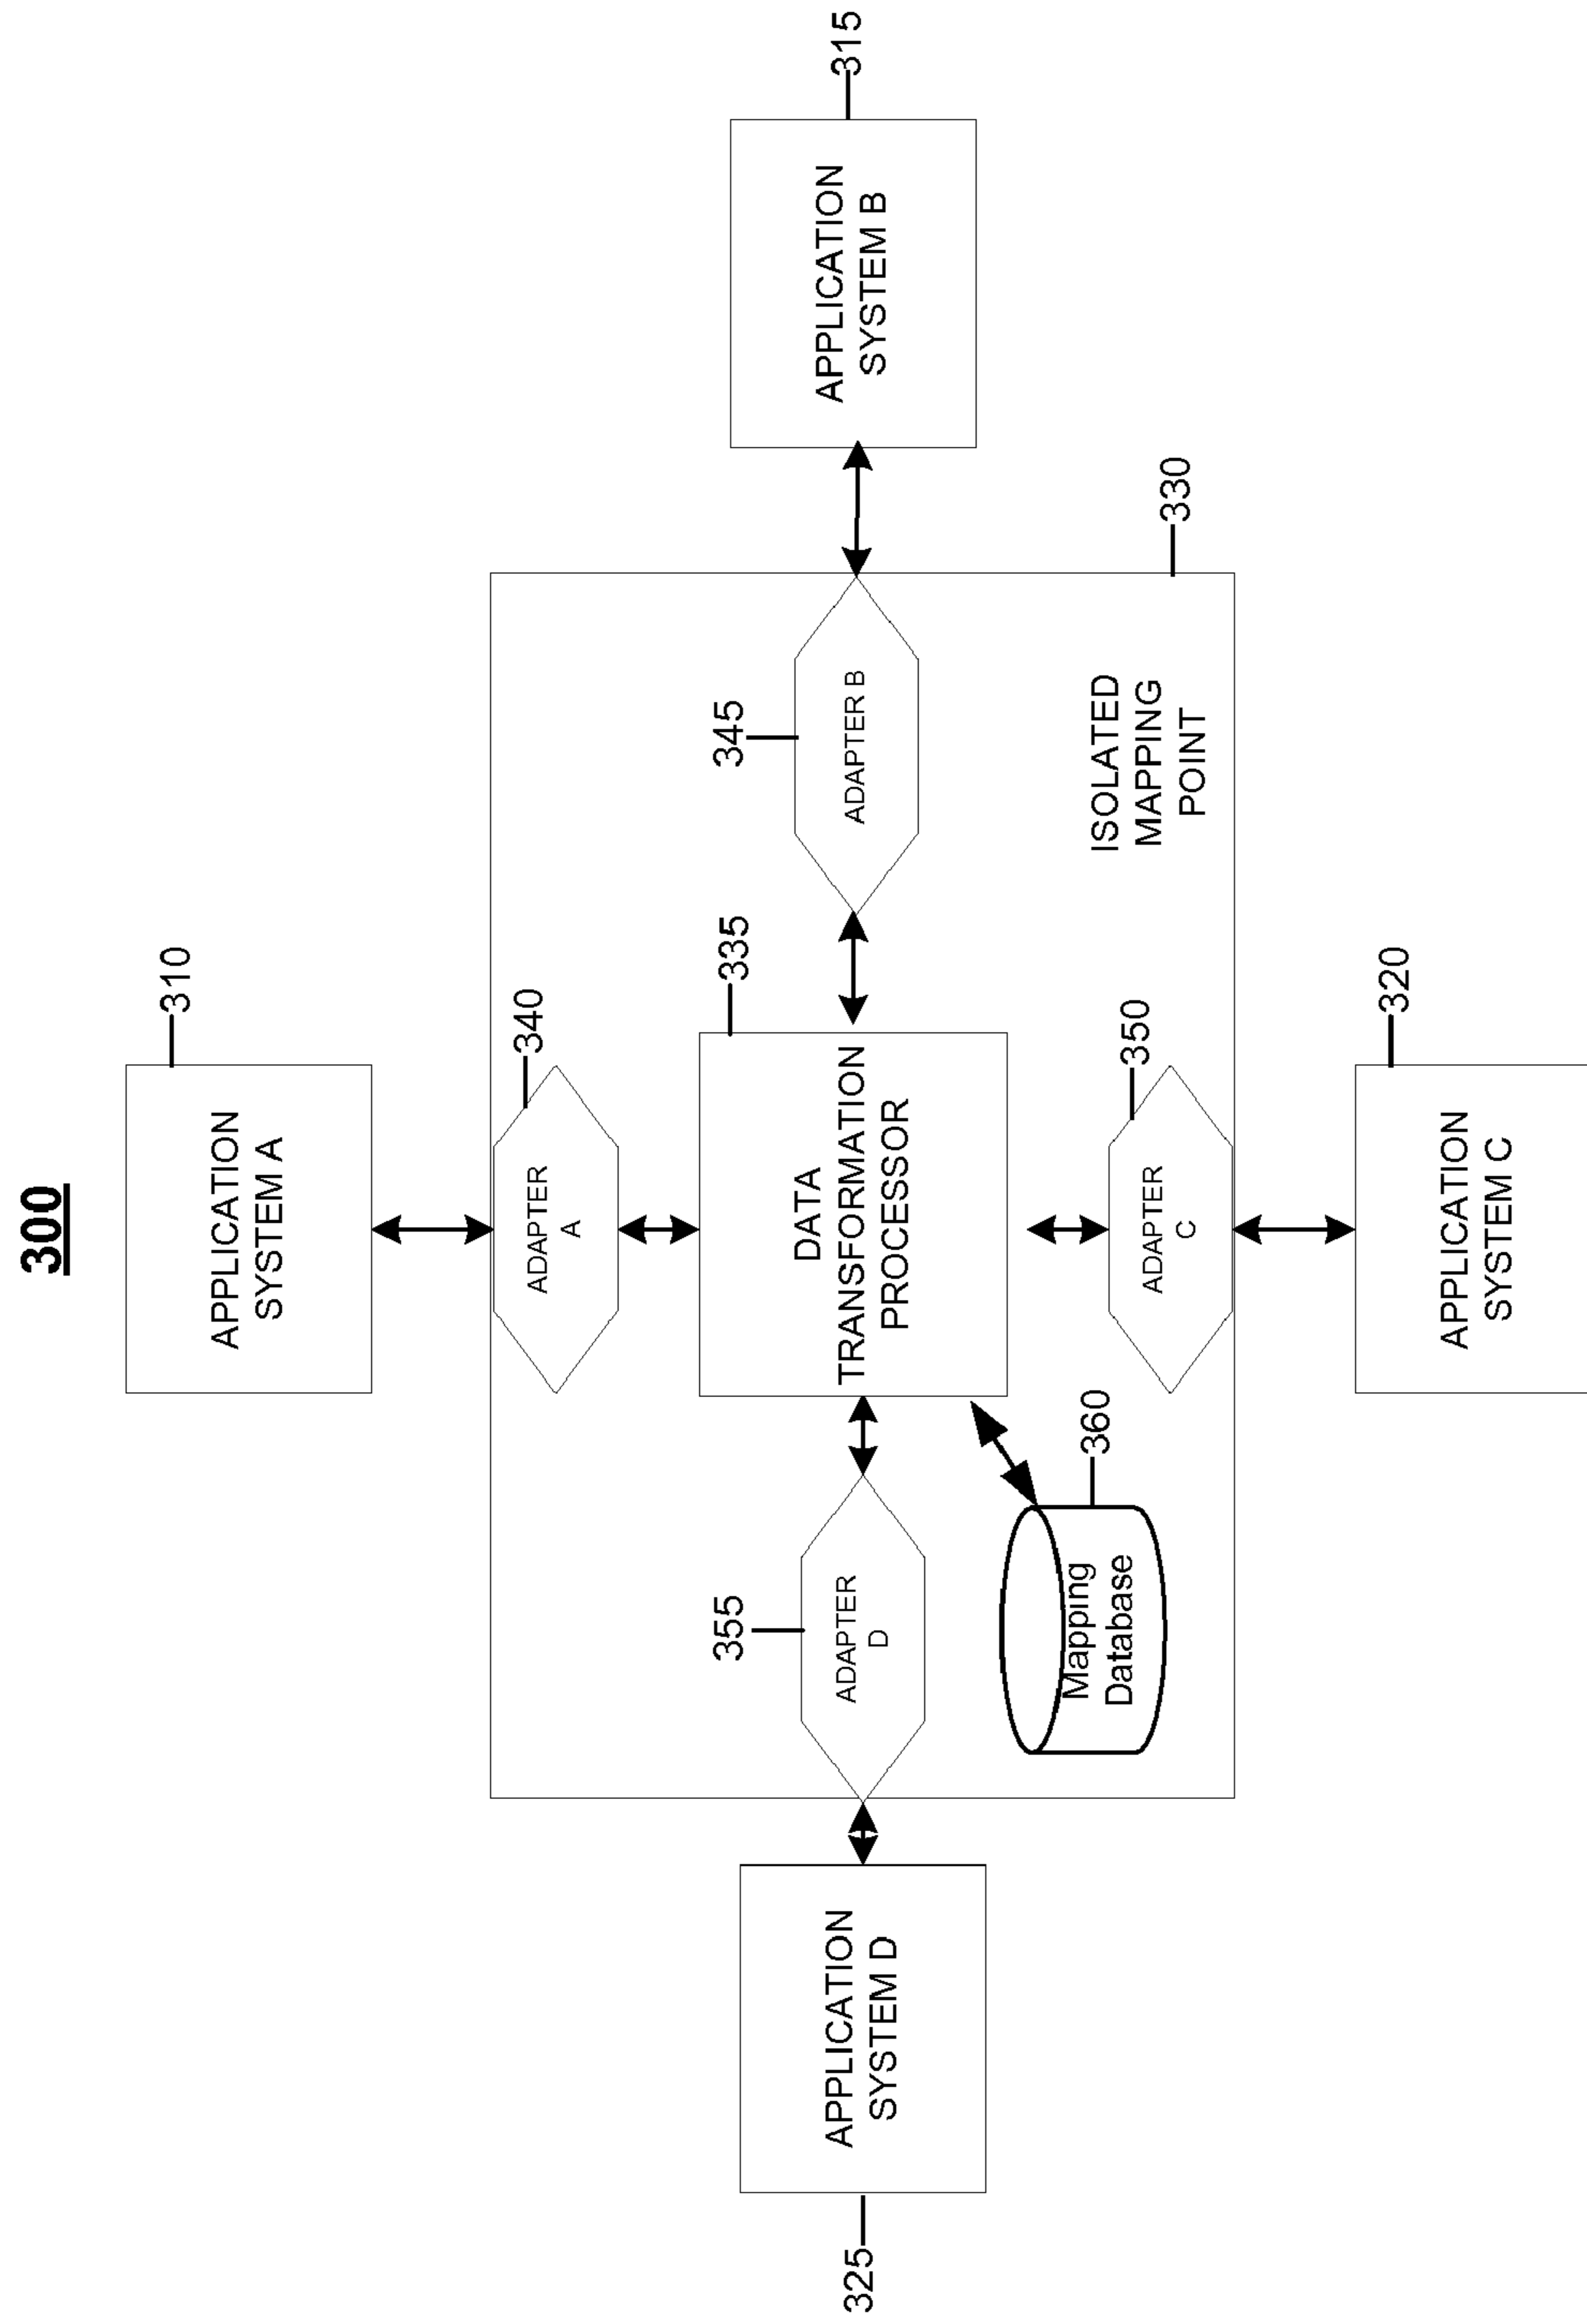 300
310
APPLICATION
SYSTEM A
340
ADAPTER
A
325
APPLICATION
SYSTEM D
355
ADAPTER
D
335
DATA
TRANSFORMATION
PROCESSOR
345
ADAPTER B
APPLICATION
SYSTEM B
315
360
Mapping
Database
350
ADAPTER
C
ISOLATED
MAPPING
POINT
330
320
APPLICATION
SYSTEM C